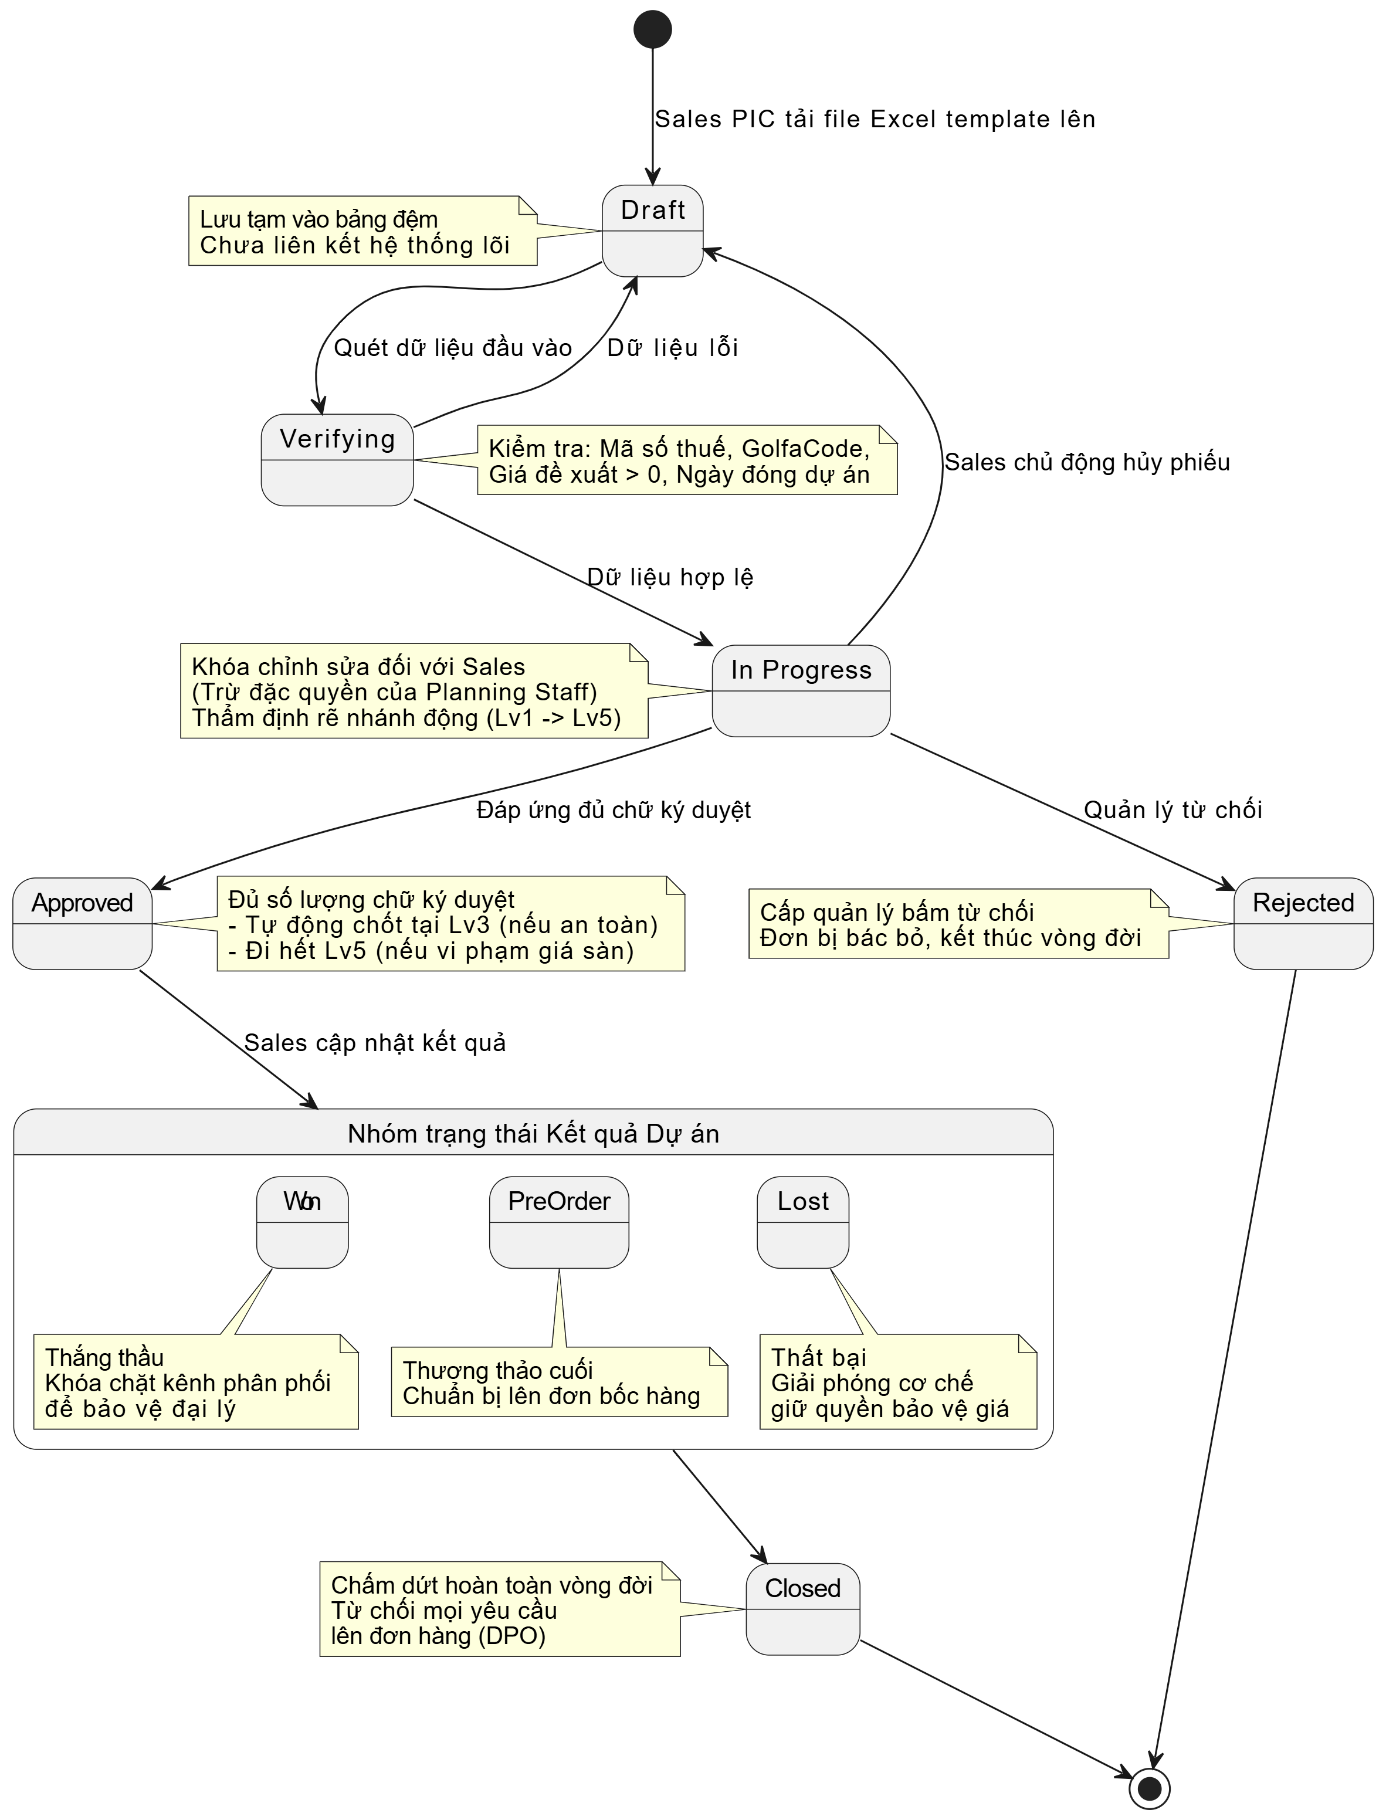 Sales PIC tải file Excel template lên
Draft
Lưu tạm vào bảng đệm
Chưa liên kết hệ thống lõi
Quét dữ liệu đầu vào
Dữ liệu lỗi
Verifying
Kiểm tra: Mã số thuế, GolfaCode,
Giá đề xuất > 0, Ngày đóng dự án
Sales chủ động hủy phiếu
Dữ liệu hợp lệ
In Progress
Khóa chỉnh sửa đối với Sales
(Trừ đặc quyền của Planning Staff)
Thẩm định rẽ nhánh động (Lv1 -> Lv5)
Đáp ứng đủ chữ ký duyệt
Quản lý từ chối
Approved
Đủ số lượng chữ ký duyệt
- Tự động chốt tại Lv3 (nếu an toàn)
- Đi hết Lv5 (nếu vi phạm giá sàn)
Cấp quản lý bấm từ chối
Đơn bị bác bỏ, kết thúc vòng đời
Rejected
Sales cập nhật kết quả
Nhóm trạng thái Kết quả Dự án
Won
PreOrder
Lost
Thắng thầu
Khóa chặt kênh phân phối
để bảo vệ đại lý
Thượng thảo cuối
Chuẩn bị lên đơn bốc hàng
Thất bại
Giải phóng cơ chế
giữ quyền bảo vệ giá
Chấm dứt hoàn toàn vòng đời
Từ chối mọi yêu cầu
lên đơn hàng (DPO)
Closed